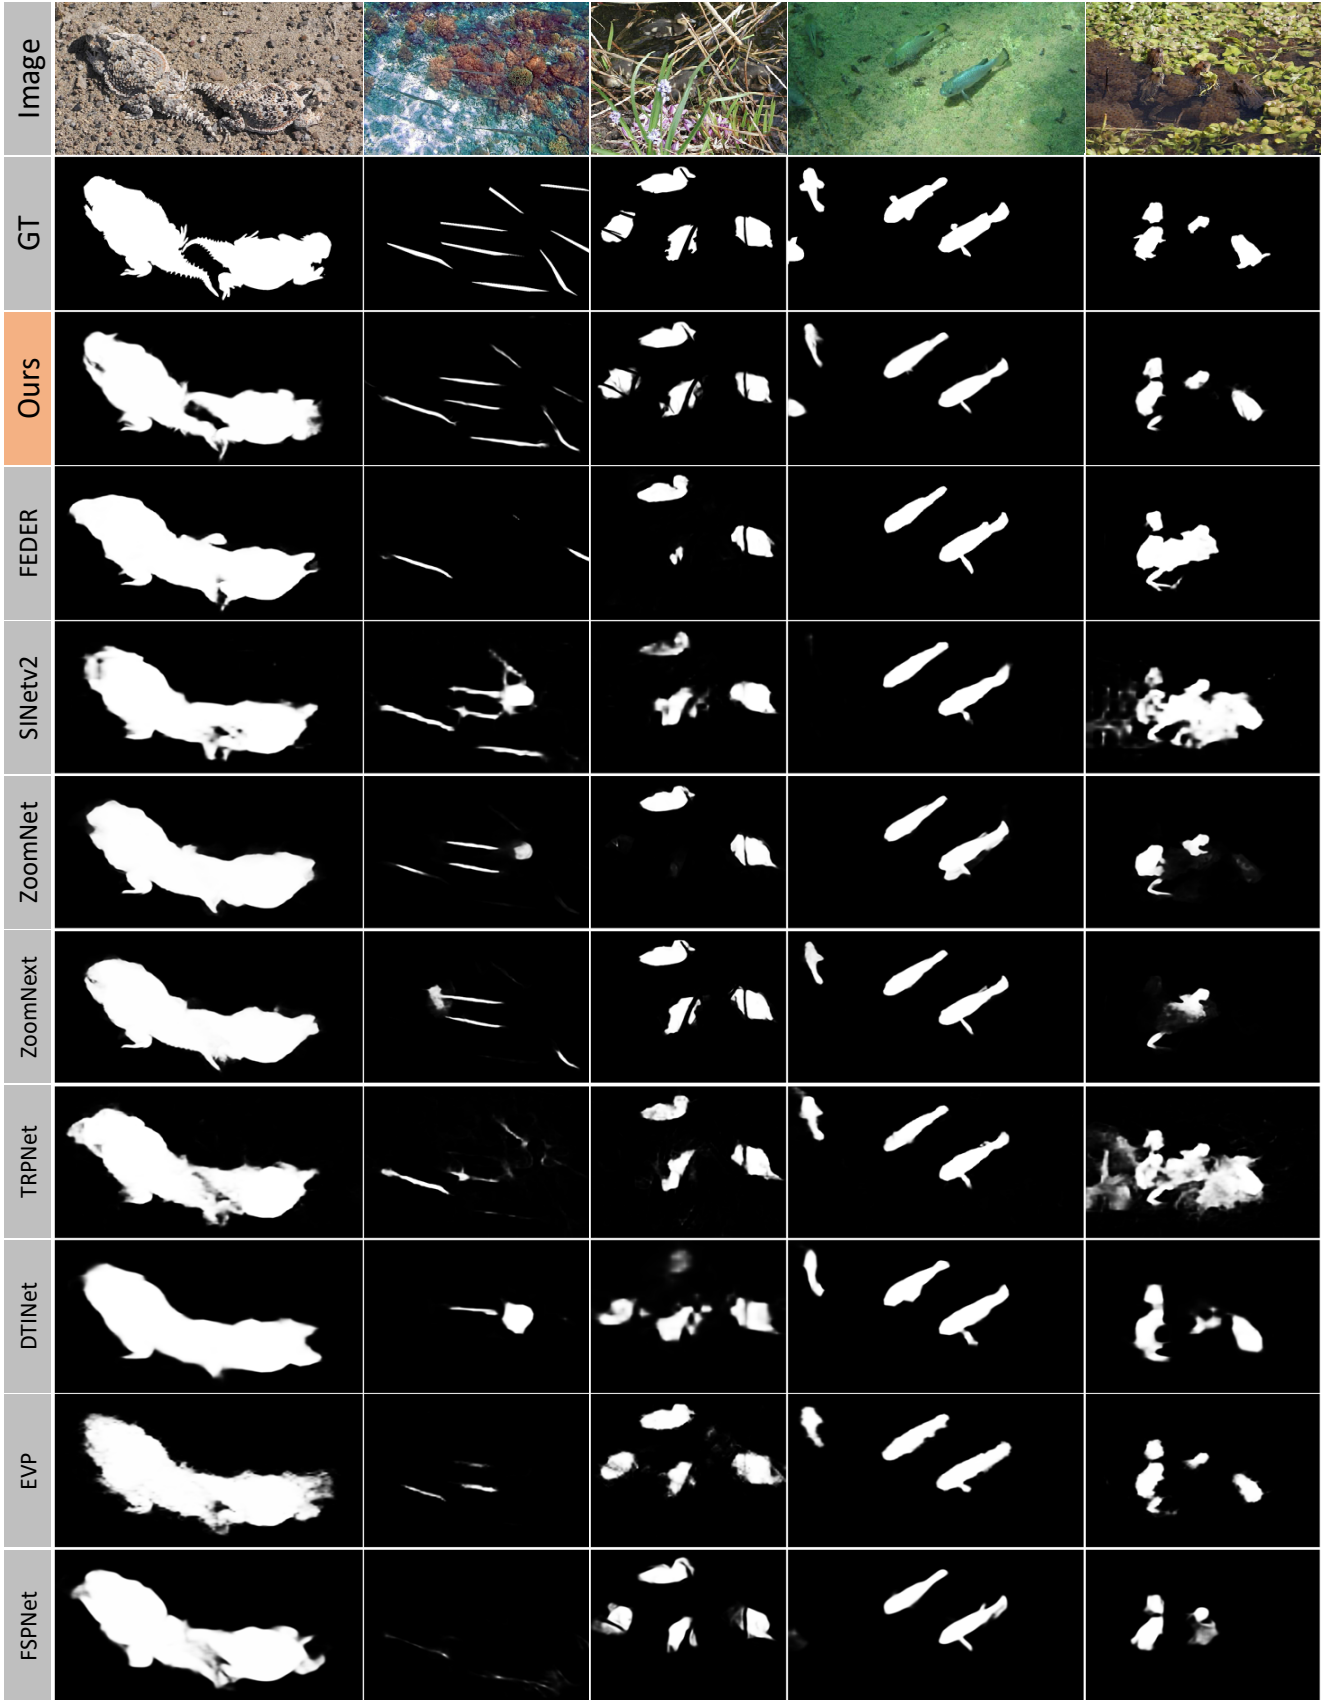 Image
GT
Ours
FEDER
SINetv2
ZoomNet
ZoomNext
TRPNet
DTINet
EVP
FSPNet